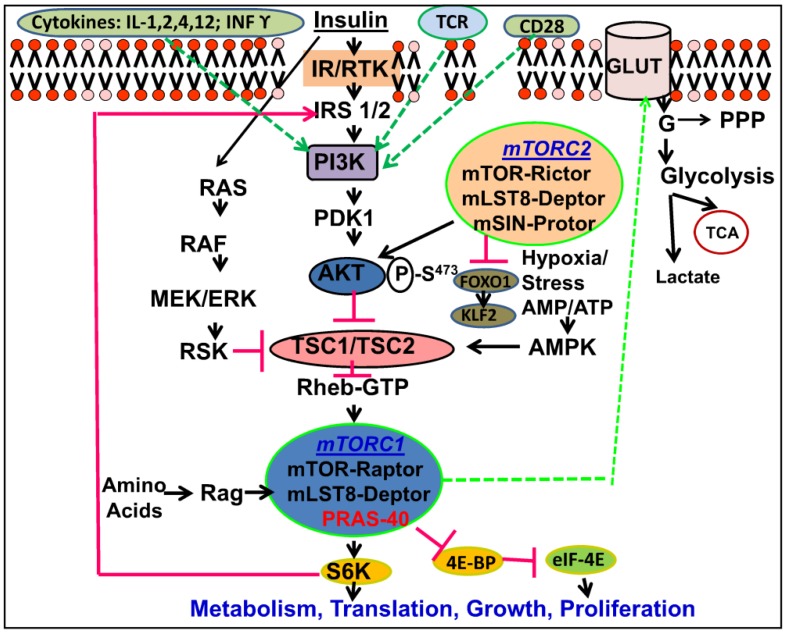 Cytokines: IL-1,2,4,12; INF ϒ
Insulin
TCR
CD28
IR/RTK
GLUT
IRS 1/2
G
PPP
PI3K
mTORC2
mTOR-Rictor
mLST8-Deptor
mSIN-Protor
Glycolysis
RAS
PDK1
TCA
RAF
AKT
P
-S473
FOXO1
Hypoxia/
Stress
Lactate
MEK/ERK
KLF2
AMP/ATP
RSK
TSC1/TSC2
AMPK
Rheb-GTP
mTORC1
mTOR-Raptor
mLST8-Deptor
PRAS-40
Amino
Acids
Rag
S6K
4E-BP
eIF-4E
Metabolism, Translation, Growth, Proliferation